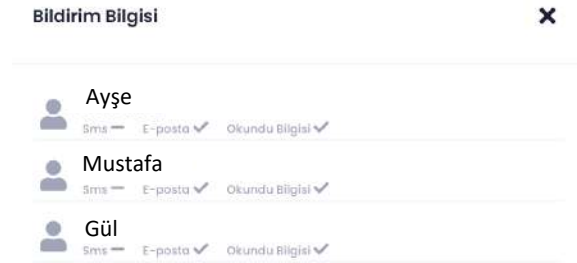 Bildirim Bilgisi
Ayşe
Sms E-posta Okundu Bilgisi
Mustafa
Sms E-posta Okundu Bilgisi
Gül
Sms E-posta Okundu Bilgisi